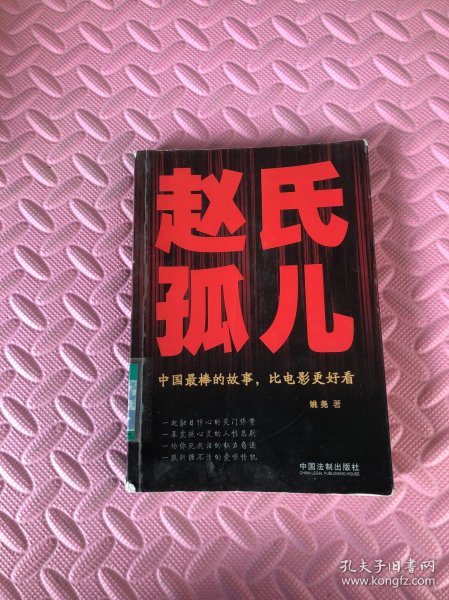 赵氏
孤儿
中国最棒的故事，比电影更好看
姚尧 著
一起触目惊心的灭门惨案
一幕震撼心灵的人性悲剧
一场你死我活的权力角逐
一段纠缠不清的爱恨情仇
中国法制出版社
CHINA LEGAL PUBLISHING HOUSE
孔夫子旧书网
www.kongfz.com